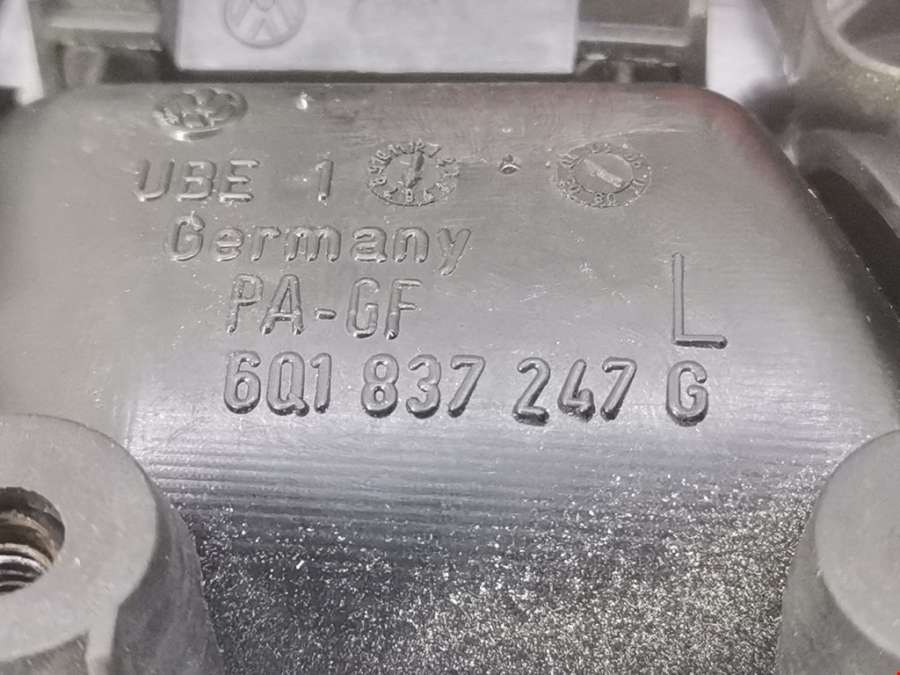 UBE 1
Germany
PA-GF
L
6Q1 837 247 G